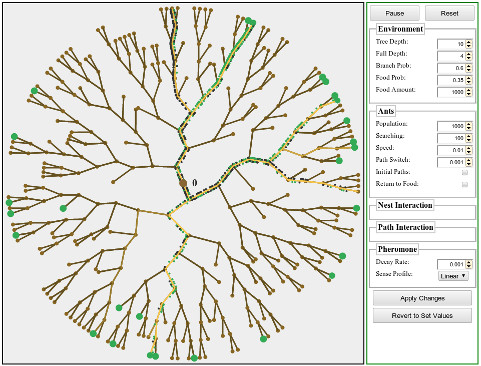 0
Pause Reset
Environment
Tree Depth: 10
Full Depth: 4
Branch Prob: 0.6
Food Prob: 0.35
Food Amount: 1000
Ants
Population: 1000
Searching: 100
Speed: 0.01
Path Switch: 0.001
Initial Paths:
Return to Food:
Nest Interaction
Path Interaction
Pheromone
Decay Rate: 0.001
Sense Profile: Linear
Apply Changes
Revert to Set Values